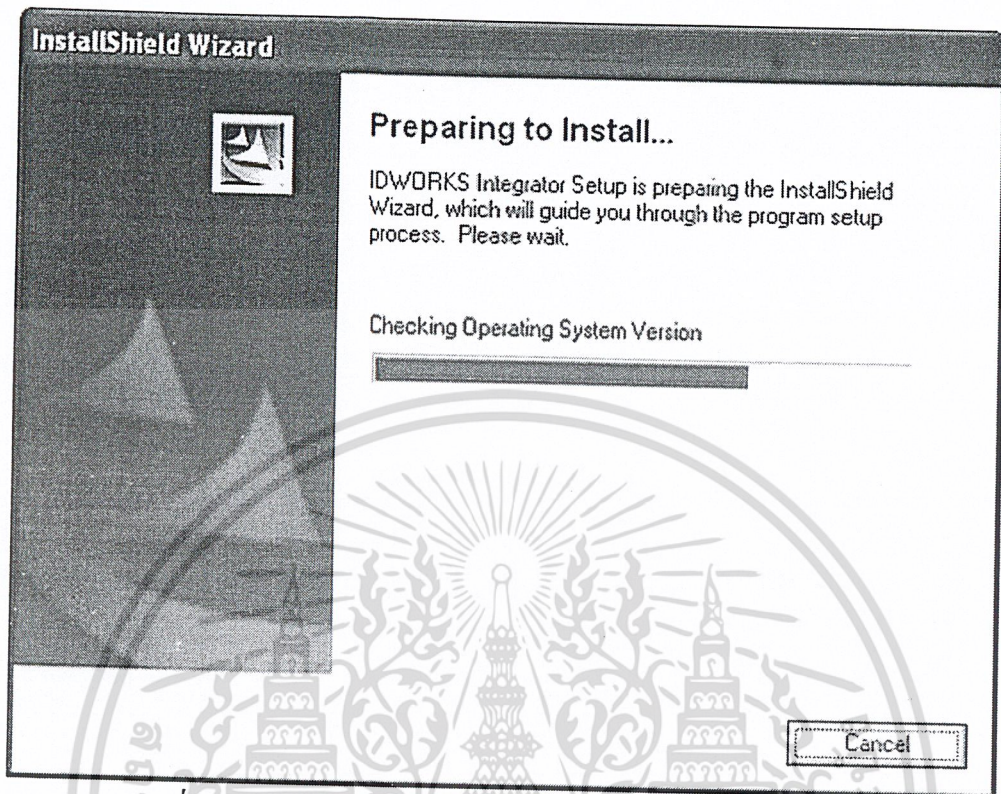 InstallShield Wizard
Preparing to Install...
IDWORKS Integrator Setup is preparing the InstallShield
Wizard, which will guide you through the program setup
process. Please wait.
Checking Operating System Version
Cancel